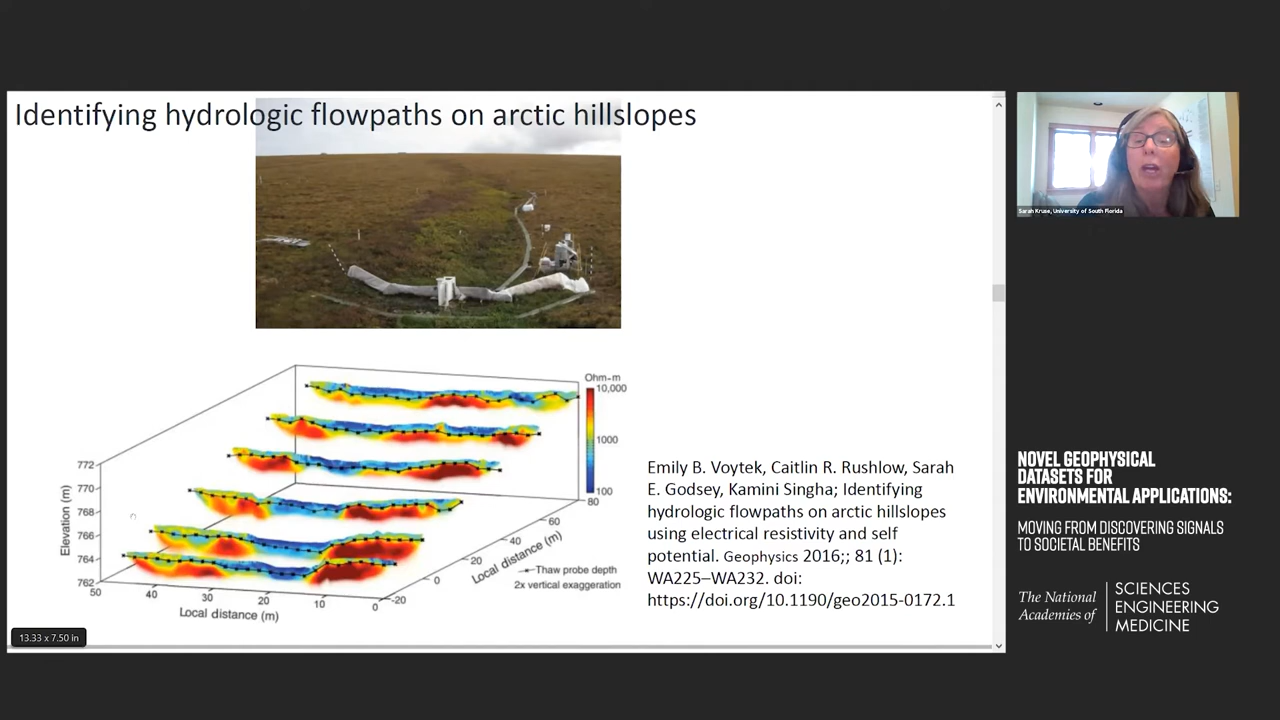 Identifying hydrologic flowpaths on arctic hillslopes
Sarah Kruse, University of South Florida
Ohm-m
10,000
1000
100
772
770
768
766
764
762
Elevation (m)
50
40
30
20
10
0
Local distance (m)
-20
0
20
40
60
80
Local distance (m)
Thaw probe depth
2x vertical exaggeration
Emily B. Voytek, Caitlin R. Rushlow, Sarah
E. Godsey, Kamini Singha; Identifying
hydrologic flowpaths on arctic hillslopes
using electrical resistivity and self
potential. Geophysics 2016;; 81 (1):
WA225–WA232. doi:
https://doi.org/10.1190/geo2015-0172.1
13.33 x 7.50 in
NOVEL GEOPHYSICAL
DATASETS FOR
ENVIRONMENTAL APPLICATIONS:
MOVING FROM DISCOVERING SIGNALS
TO SOCIETAL BENEFITS
The National
Academies of
SCIENCES
ENGINEERING
MEDICINE